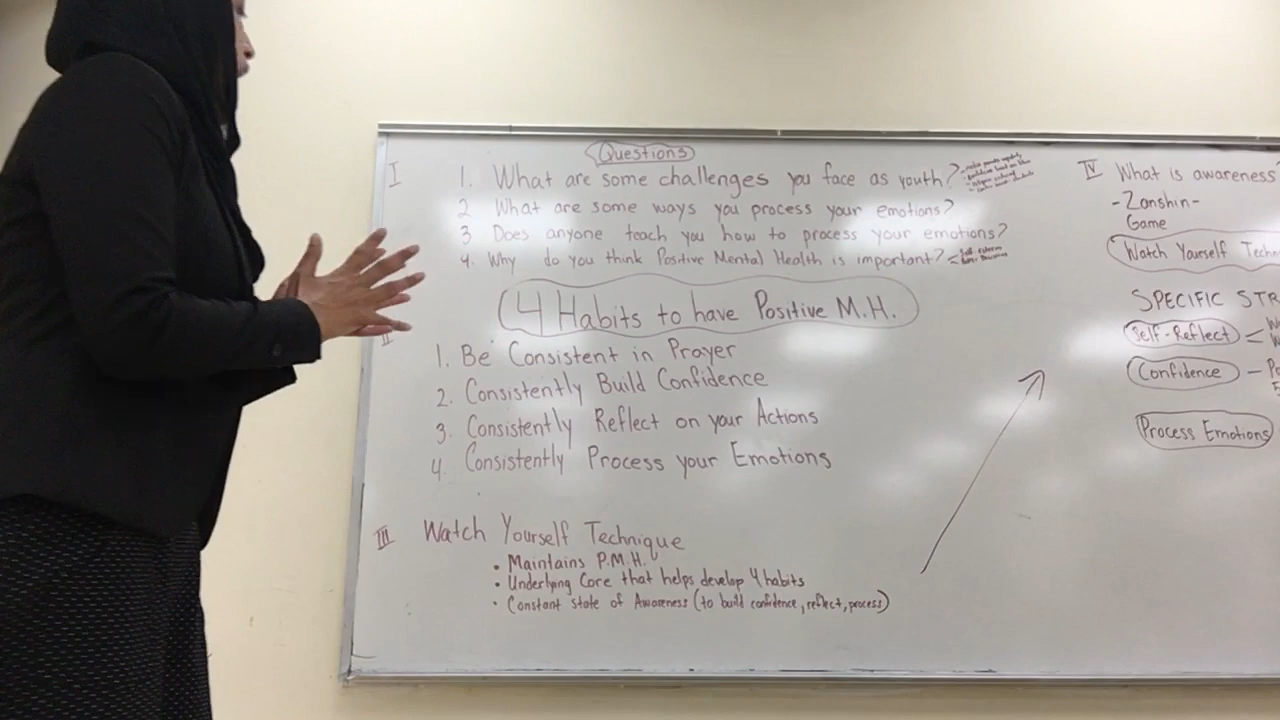 Questions
I
1. What are some challenges you face as youth?
2 What are some ways you process your emotions?
3 Does anyone teach you how to process your emotions?
4. Why do you think Positive Mental Health is important?
4 Habits to have Positive M.H.
II
1. Be Consistent in Prayer
2. Consistently Build Confidence
3. Consistently Reflect on your Actions
4. Consistently Process your Emotions
III Watch Yourself Technique
• Maintains P.M.H.
• Underlying Core that helps develop 4 habits
• Constant State of Awareness (to build confidence, reflect, process)
IV What is awareness
- Zanshin -
Game
Watch Yourself
SPECIFIC
Self-Reflect <
Confidence –
Process Emotions